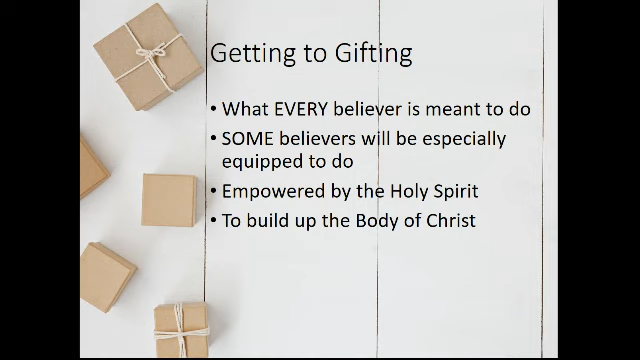 Getting to Gifting
• What EVERY believer is meant to do
• SOME believers will be especially
equipped to do
• Empowered by the Holy Spirit
• To build up the Body of Christ